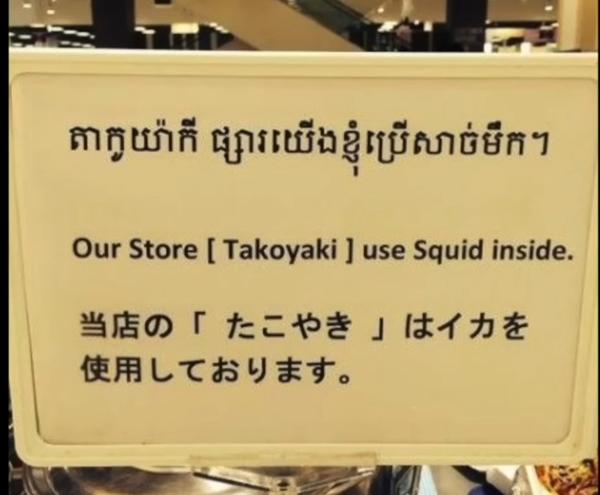 តាកូយ៉ាកី ផ្សារយើងខ្ញុំប្រើសាច់មឹក។
Our Store [ Takoyaki ] use Squid inside.
当店の「 たこやき 」はイカを
使用しております。